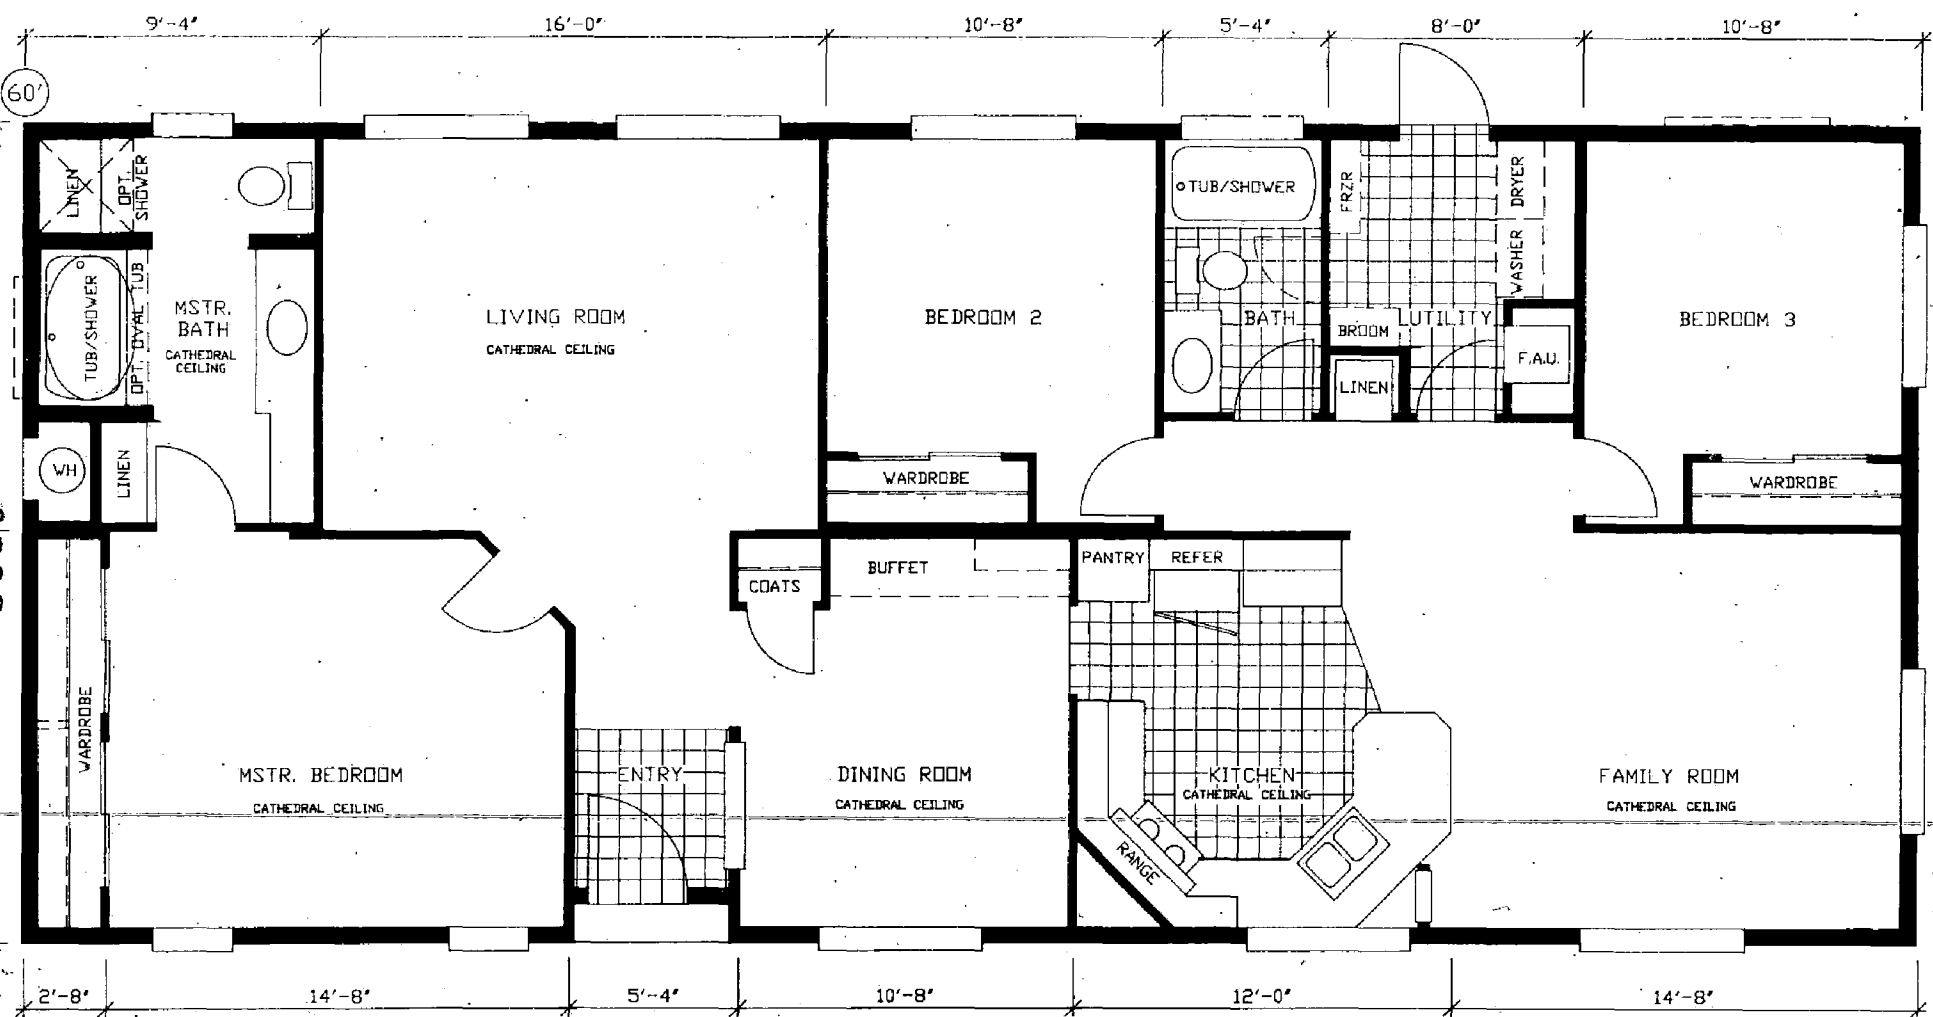 9'-4"
16'-0"
10'-8"
5'-4"
8'-0"
10'-8"
60'
LINEN
OPT.
SHOWER
TUB/SHOWER
OPT. OVAL TUB
MSTR.
BATH
CATHEDRAL
CEILING
WH
LINEN
LIVING ROOM
CATHEDRAL CEILING
BEDROOM 2
WARDROBE
TUB/SHOWER
BATH
FRZR
BROOM
LINEN
UTILITY
WASHER DRYER
F.A.U.
BEDROOM 3
WARDROBE
WARDROBE
MSTR. BEDROOM
CATHEDRAL CEILING
ENTRY
COATS
BUFFET
DINING ROOM
CATHEDRAL CEILING
PANTRY
REFER
KITCHEN
CATHEDRAL CEILING
RANGE
FAMILY ROOM
CATHEDRAL CEILING
2'-8"
14'-8"
5'-4"
10'-8"
12'-0"
14'-8"